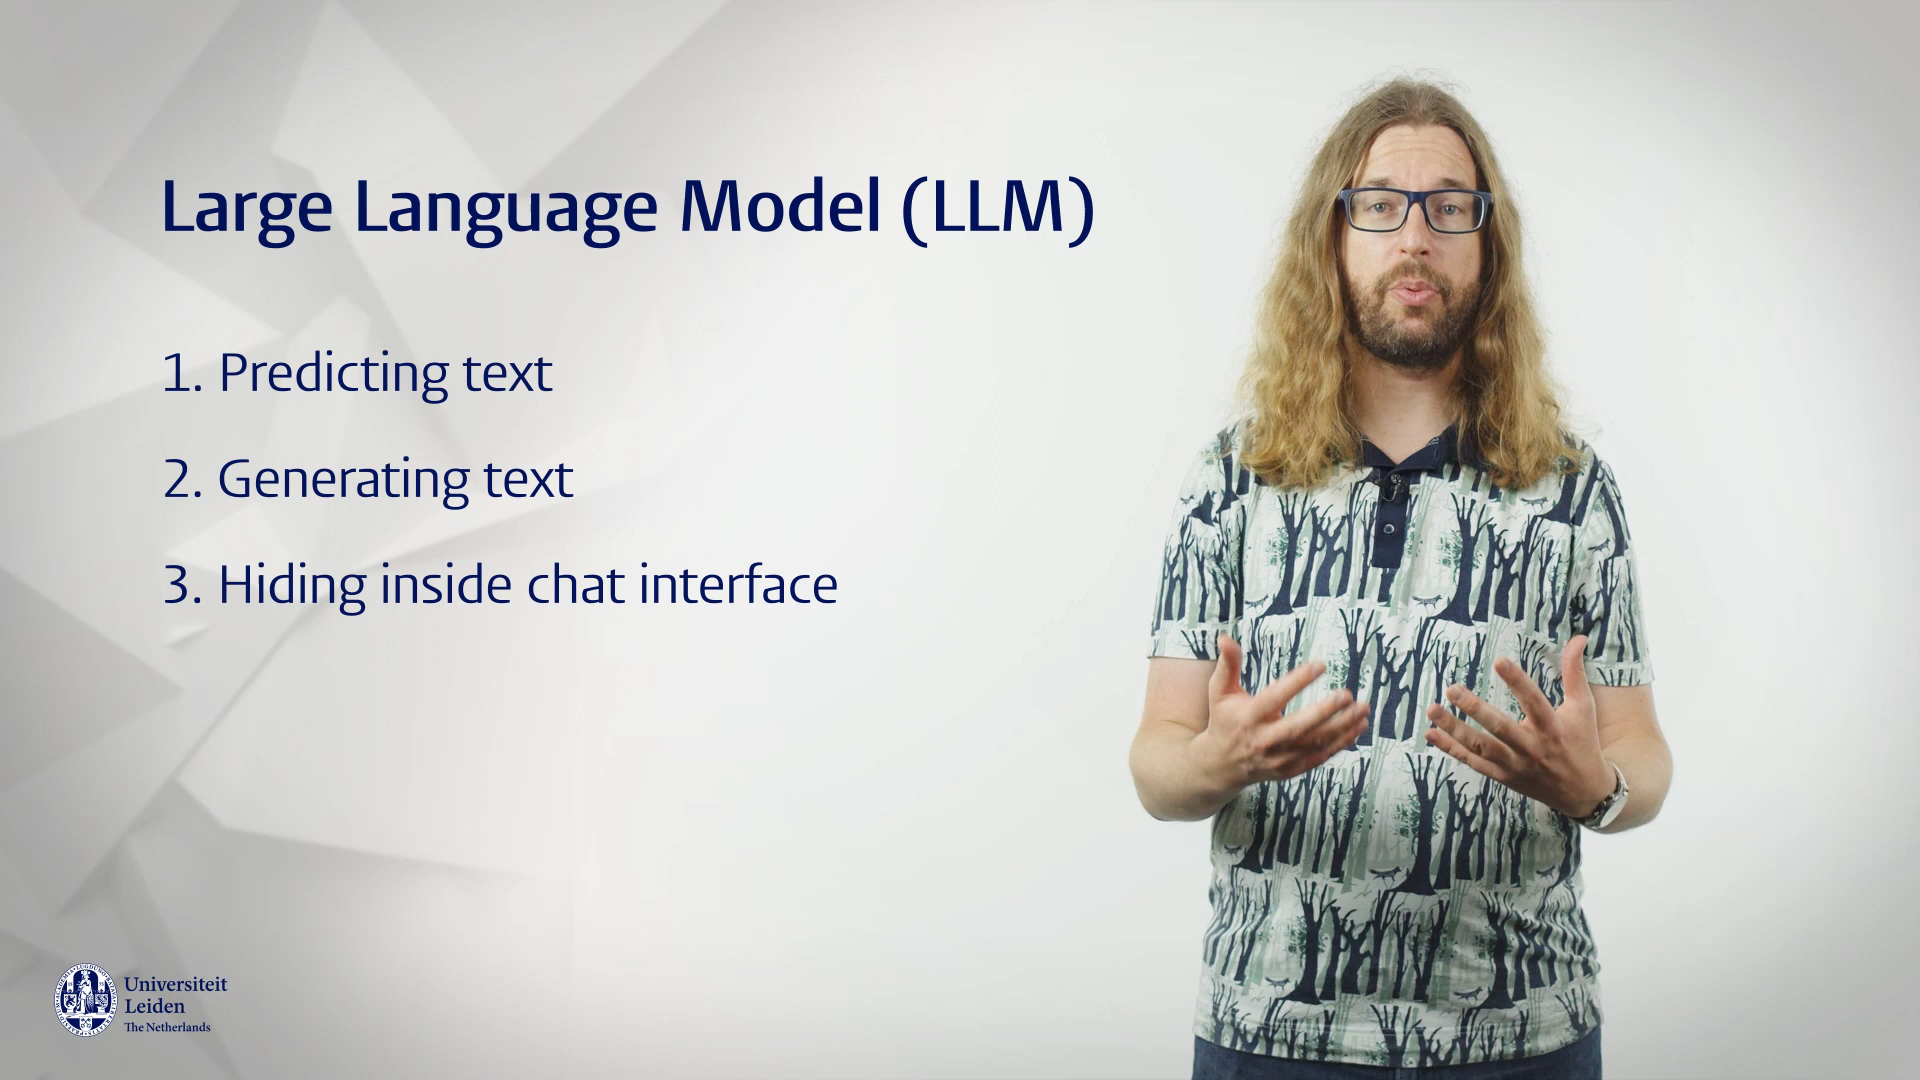 Large Language Model (LLM)
1. Predicting text
2. Generating text
3. Hiding inside chat interface
Universiteit
Leiden
The Netherlands